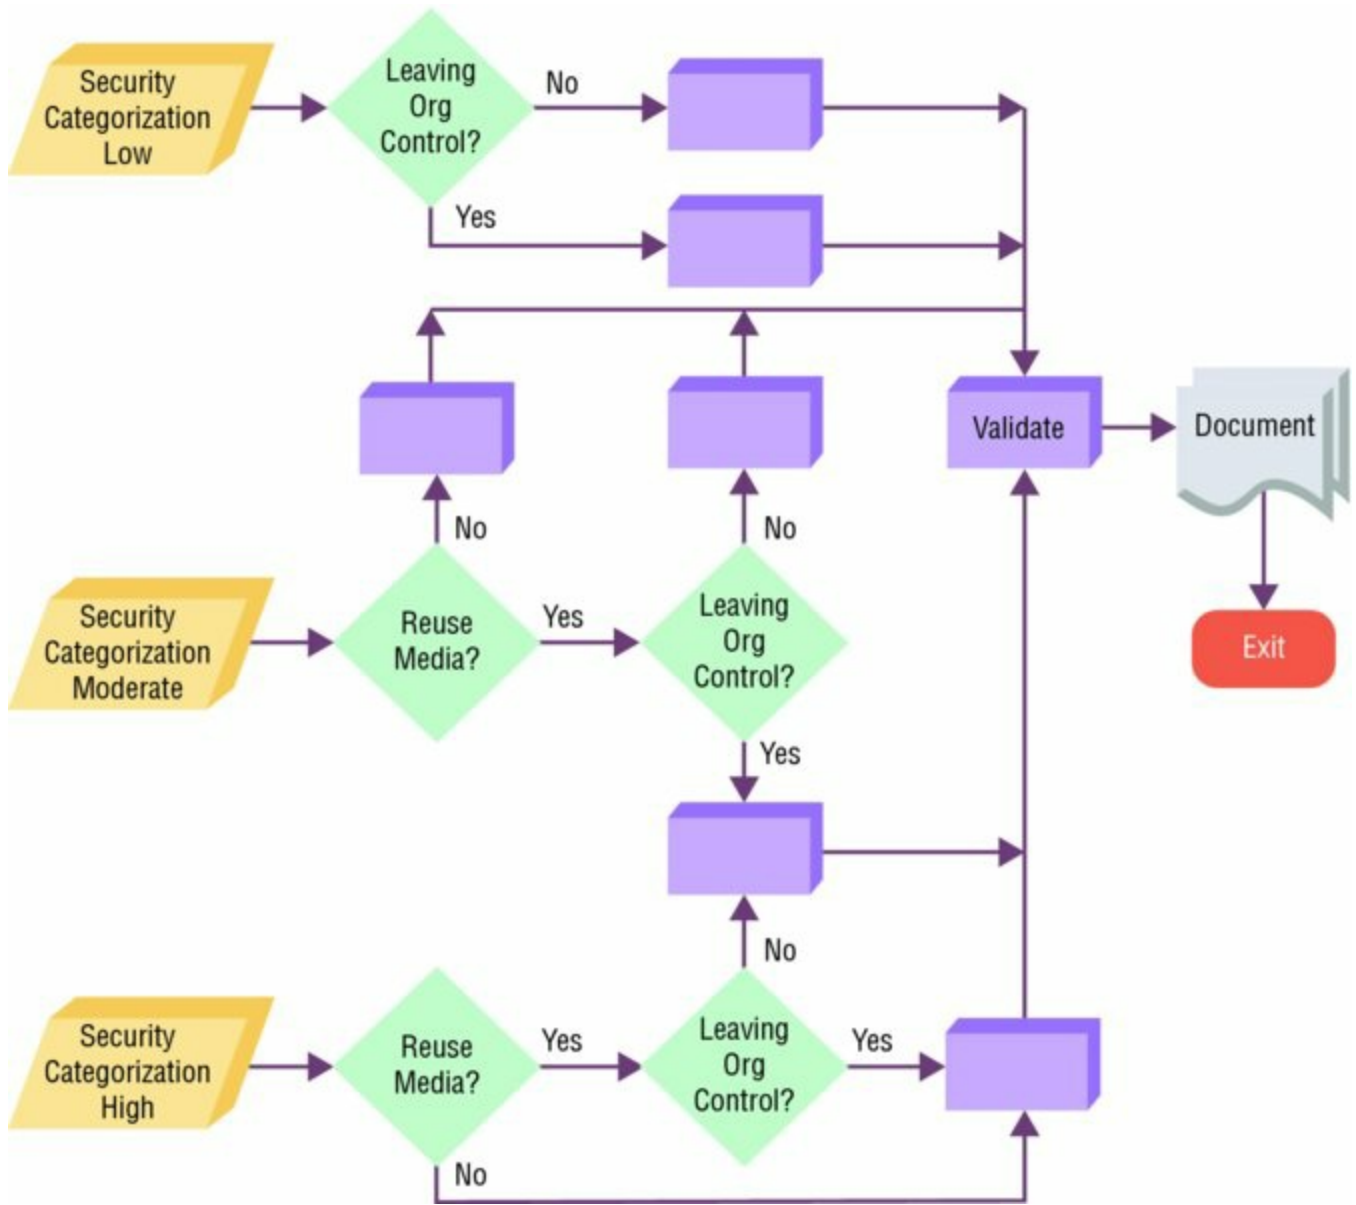 Security
Categorization
Low
Leaving
Org
Control?
No
Yes
Validate
Document
No
No
Security
Categorization
Moderate
Reuse
Media?
Yes
Leaving
Org
Control?
Exit
Yes
No
Security
Categorization
High
Reuse
Media?
Yes
Leaving
Org
Control?
Yes
No